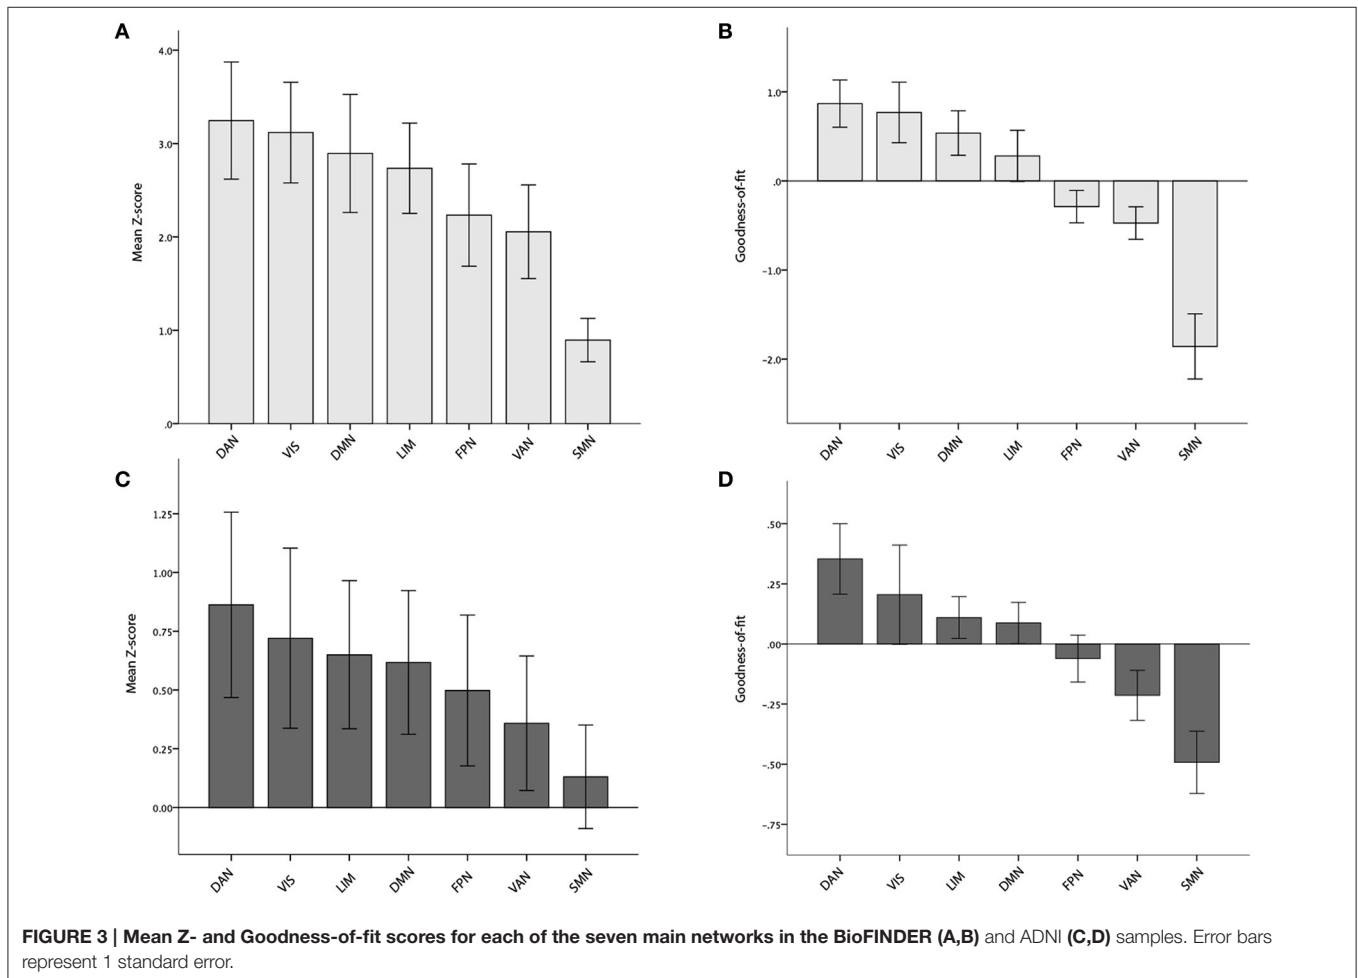 A
4.0
3.0
2.0
1.0
.0
Mean Z-score
DAN VIS DMN LIM FPN VAN SMN
B
1.0
.0
-1.0
-2.0
Goodness-of-fit
DAN VIS DMN LIM FPN VAN SMN
C
1.25
1.00
0.75
0.50
0.25
0.00
Mean Z-score
DAN VIS LIM DMN FPN VAN SMN
D
.50
.25
.00
-.25
-.50
-.75
Goodness-of-fit
DAN VIS LIM DMN FPN VAN SMN
FIGURE 3 | Mean Z- and Goodness-of-fit scores for each of the seven main networks in the BioFINDER (A,B) and ADNI (C,D) samples. Error bars
represent 1 standard error.